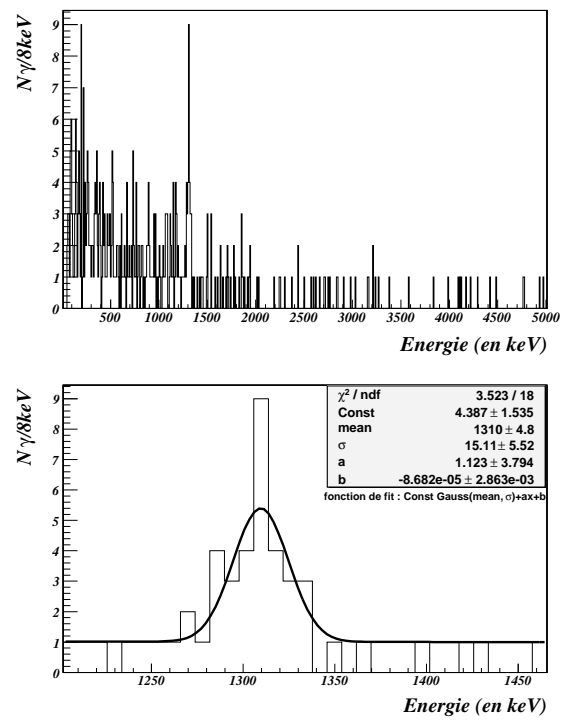 Nγ/8keV
9
8
7
6
5
4
3
2
1
0
500 1000 1500 2000 2500 3000 3500 4000 4500 5000
Energie (en keV)
Nγ/8keV
9
8
7
6
5
4
3
2
1
0
χ² / ndf 3.523 / 18
Const 4.387 ± 1.535
mean 1310 ± 4.8
σ 15.11 ± 5.52
a 1.123 ± 3.794
b -8.682e-05 ± 2.863e-03
fonction de fit : Const Gauss(mean, σ)+ax+b
1250 1300 1350 1400 1450
Energie (en keV)